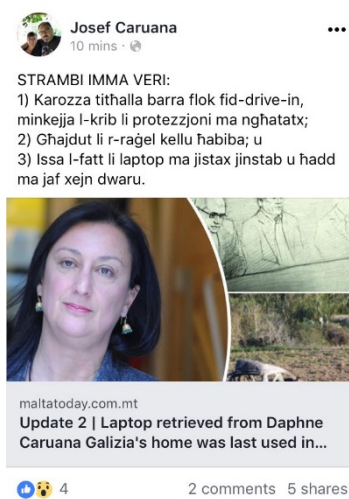 Josef Caruana
10 mins ·
STRAMBI IMMA VERI:
1) Karozza titħalla barra flok fid-drive-in,
minkejja l-krib li protezzjoni ma ngħatatx;
2) Għajdut li r-raġel kellu ħabiba; u
3) Issa l-fatt li laptop ma jistax jinstab u ħadd
ma jaf xejn dwaru.
maltatoday.com.mt
Update 2 | Laptop retrieved from Daphne
Caruana Galizia's home was last used in...
4
2 comments 5 shares